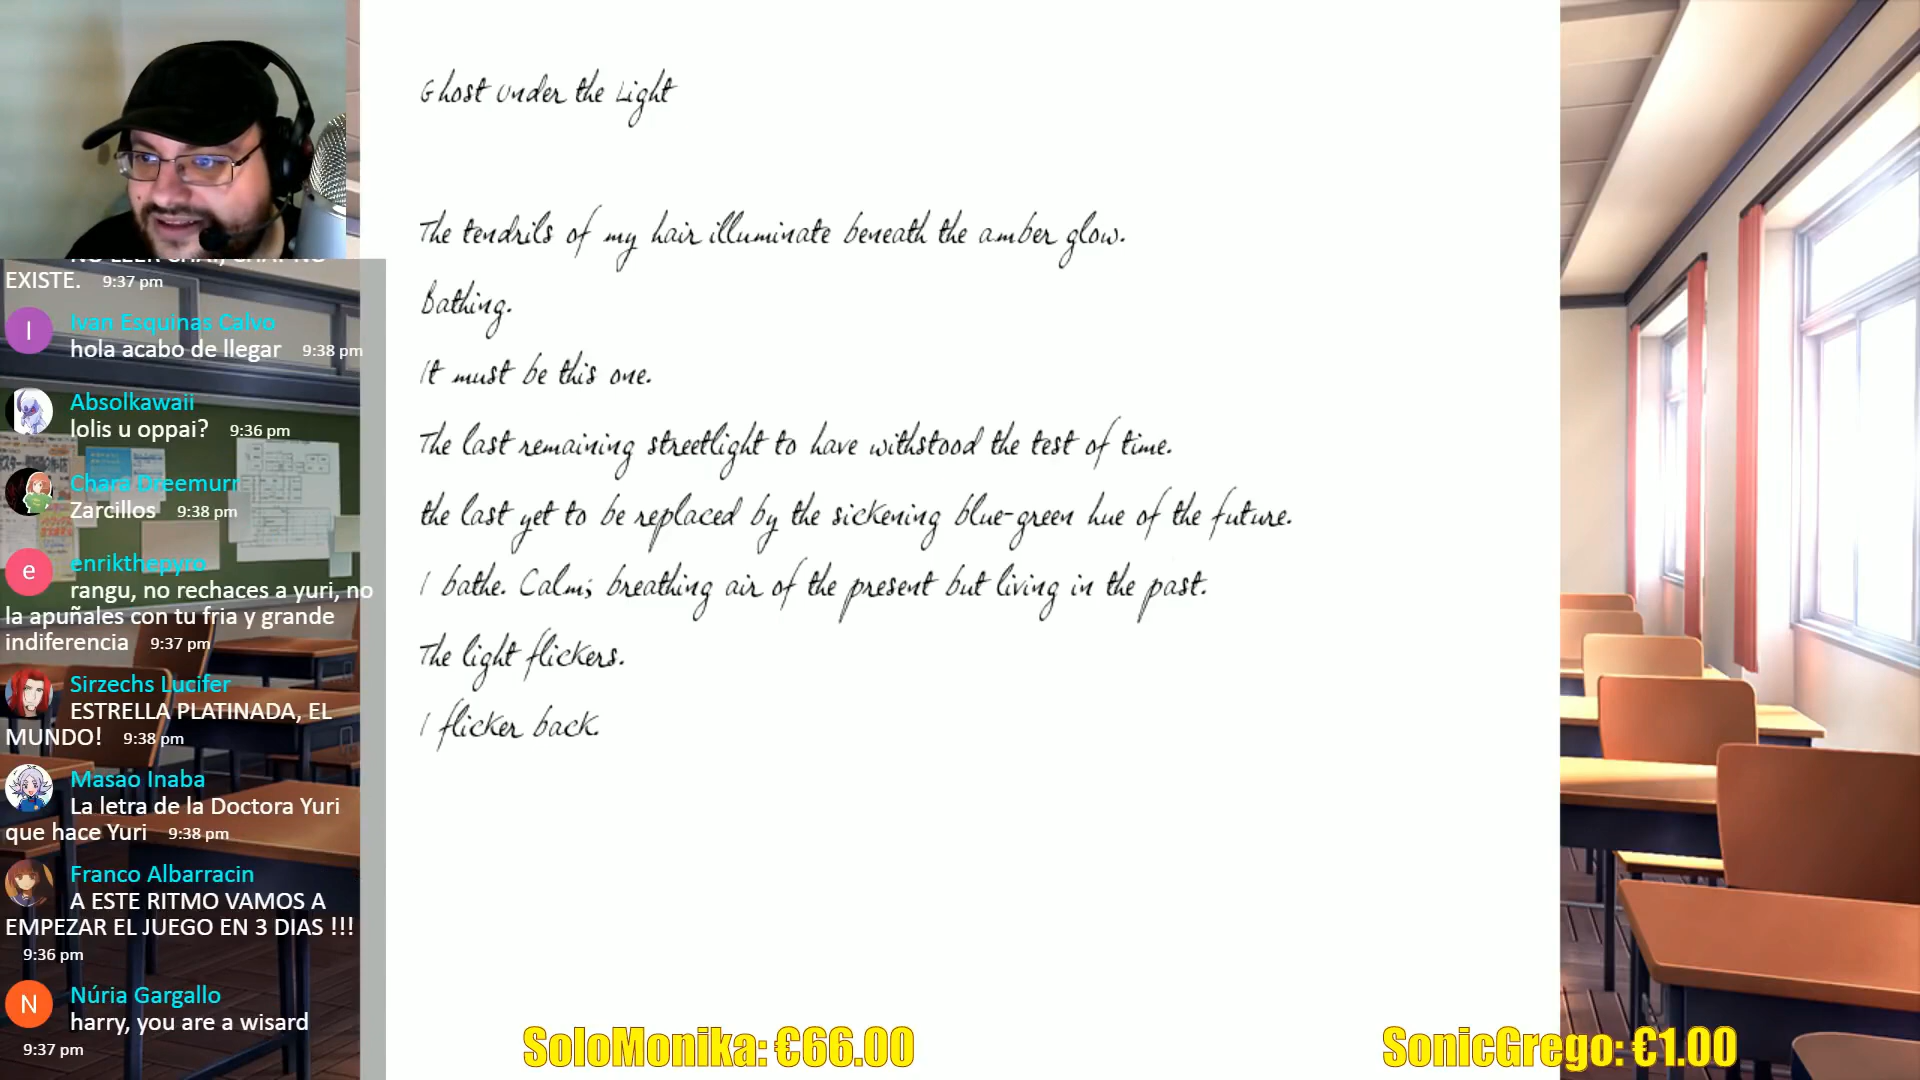 EXISTE. 9:37 pm
Ivan Esquinas Calvo
hola acabo de llegar 9:38 pm
Absolkawaii
lolis u oppai? 9:36 pm
Chara Dreemurr
Zarcillos 9:38 pm
enrikthepyro
rangu, no rechaces a yuri, no
la apuñales con tu fria y grande
indiferencia 9:37 pm
Sirzechs Lucifer
ESTRELLA PLATINADA, EL
MUNDO! 9:38 pm
Masao Inaba
La letra de la Doctora Yuri
que hace Yuri 9:38 pm
Franco Albarracin
A ESTE RITMO VAMOS A
EMPEZAR EL JUEGO EN 3 DIAS !!!
9:36 pm
Núria Gargallo
harry, you are a wisard
9:37 pm
Ghost Under the Light
The tendrils of my hair illuminate beneath the amber glow.
Bathing.
It must be this one.
The last remaining streetlight to have withstood the test of time.
the last yet to be replaced by the sickening blue-green hue of the future.
I bathe. Calm; breathing air of the present but living in the past.
The light flickers.
I flicker back.
SoloMonika: €66.00
SonicGrego: €1.00